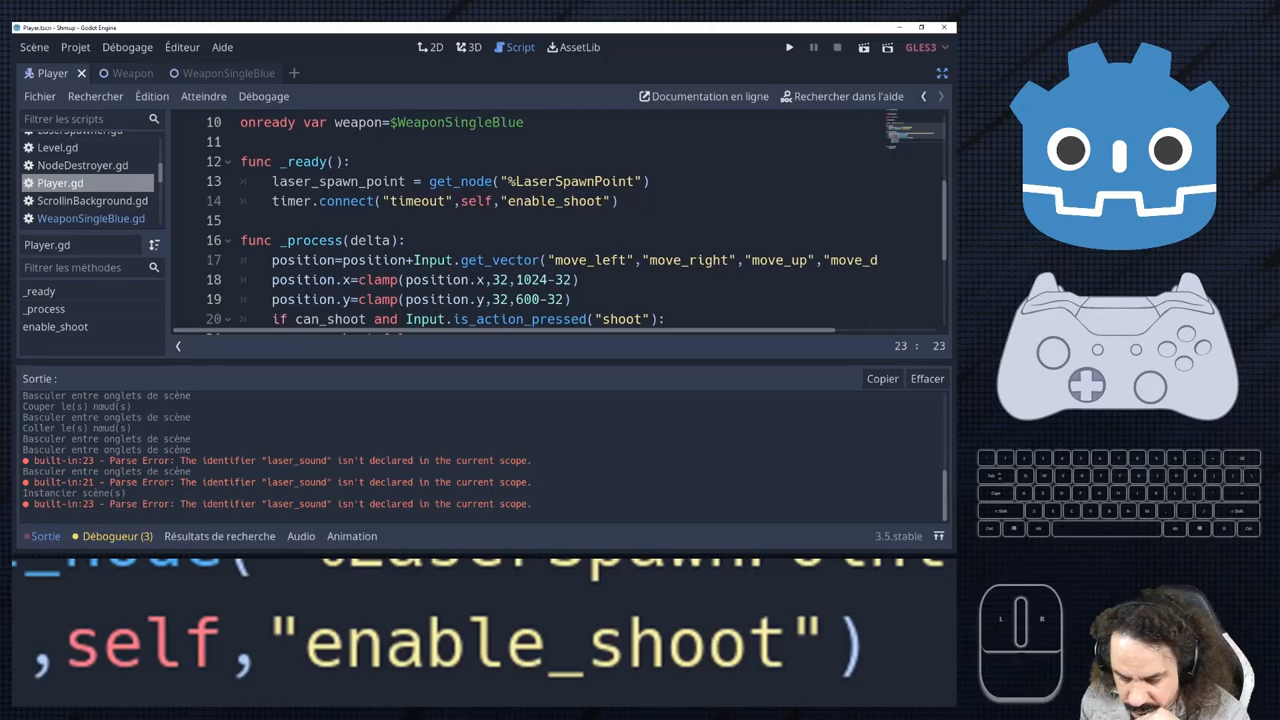 Player.tscn - Shmup - Godot Engine
Scène Projet Débogage Éditeur Aide
2D 3D Script AssetLib
GLES3
Player Weapon WeaponSingleBlue
Fichier Rechercher Édition Atteindre Débogage
Documentation en ligne Rechercher dans l'aide
Filtrer les scripts
LaserSpawner.gd
Level.gd
NodeDestroyer.gd
Player.gd
ScrollinBackground.gd
WeaponSingleBlue.gd
Player.gd
Filtrer les méthodes
_ready
_process
enable_shoot
10 onready var weapon=$WeaponSingleBlue
11
12 func _ready():
13 laser_spawn_point = get_node("%LaserSpawnPoint")
14 timer.connect("timeout",self,"enable_shoot")
15
16 func _process(delta):
17 position=position+Input.get_vector("move_left","move_right","move_up","move_d
18 position.x=clamp(position.x,32,1024-32)
19 position.y=clamp(position.y,32,600-32)
20 if can_shoot and Input.is_action_pressed("shoot"):
23 : 23
Sortie :
Copier Effacer
Basculer entre onglets de scène
Couper le(s) nœud(s)
Basculer entre onglets de scène
Coller le(s) nœud(s)
Basculer entre onglets de scène
Basculer entre onglets de scène
built-in:23 - Parse Error: The identifier "laser_sound" isn't declared in the current scope.
Basculer entre onglets de scène
built-in:21 - Parse Error: The identifier "laser_sound" isn't declared in the current scope.
Instancier scène(s)
built-in:23 - Parse Error: The identifier "laser_sound" isn't declared in the current scope.
Sortie Débogueur (3) Résultats de recherche Audio Animation
3.5.stable
_node("%LaserSpawnPoint
,self,"enable_shoot")
L R